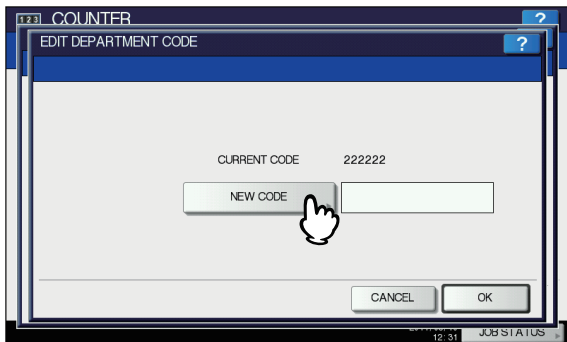 123 COUNTER ?
EDIT DEPARTMENT CODE ?
CURRENT CODE 222222
NEW CODE
CANCEL OK
12:31 JOB STATUS